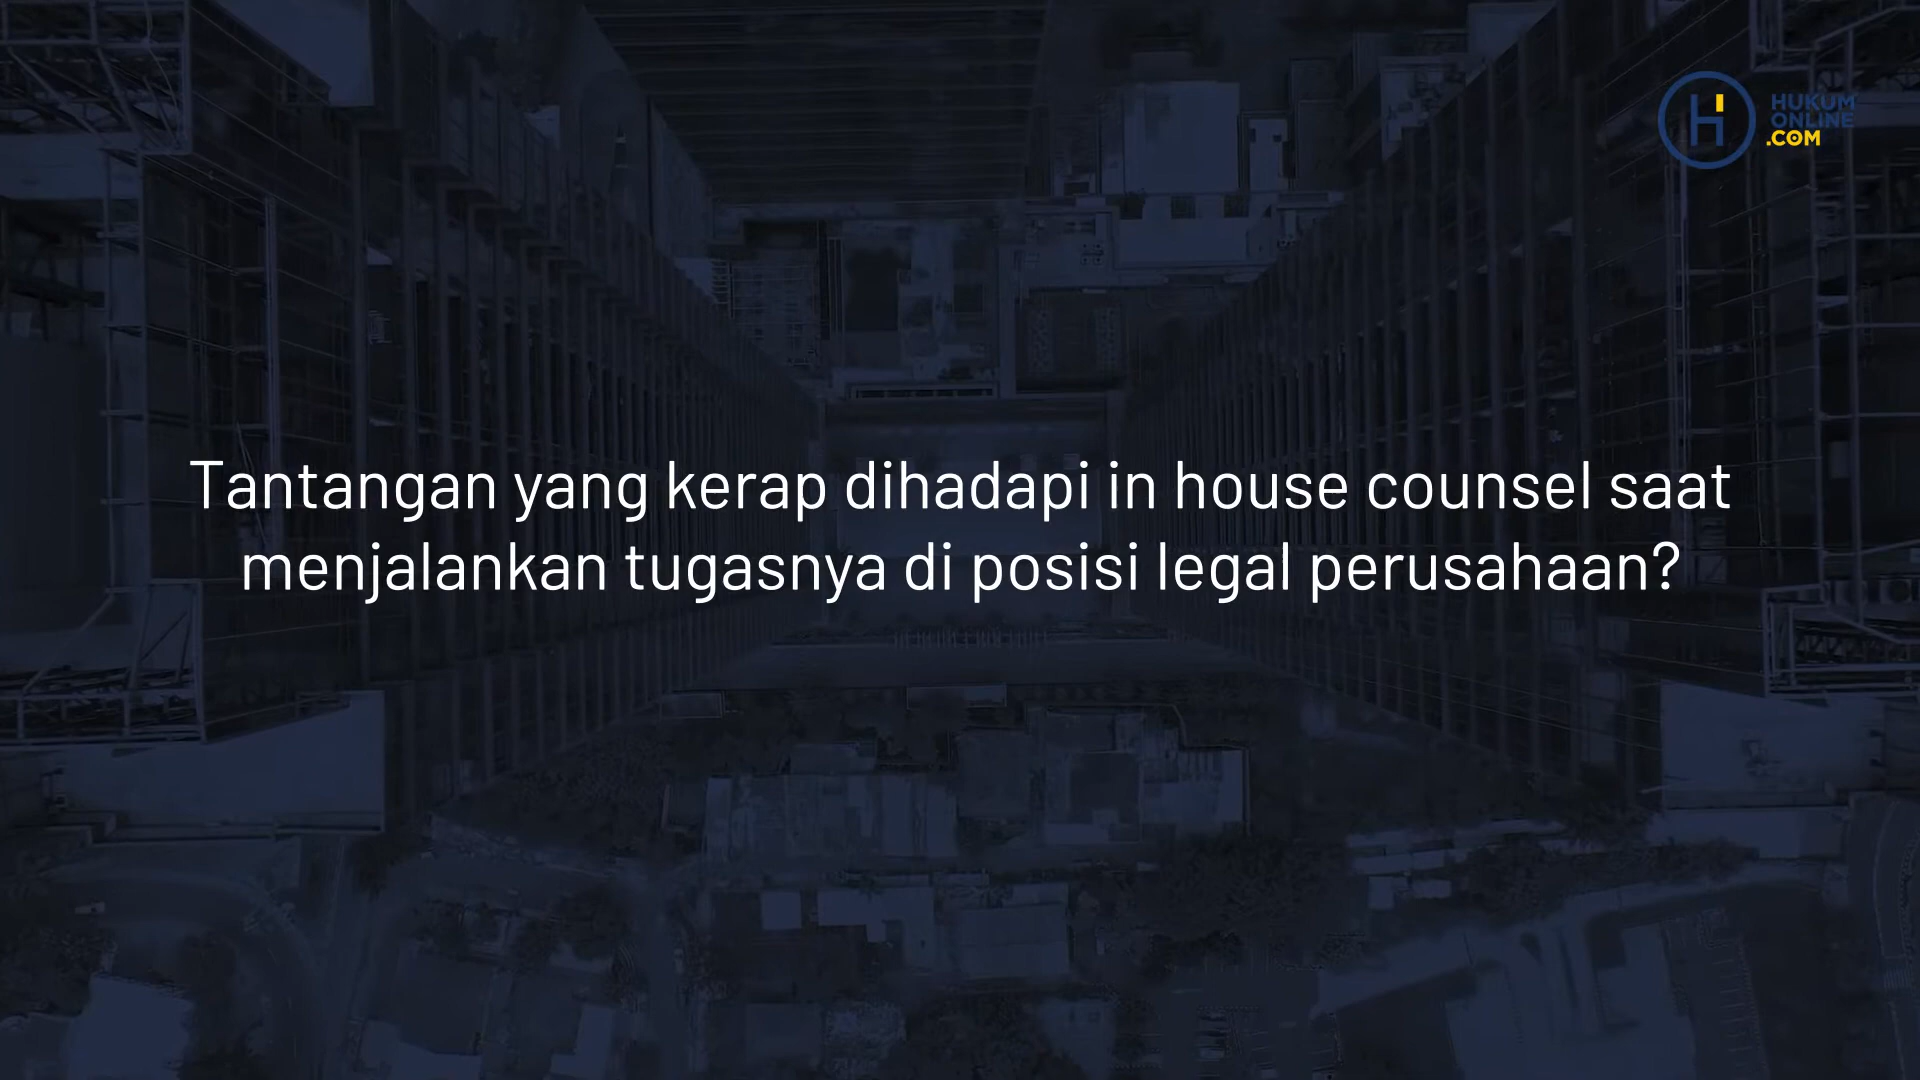 HUKUM
ONLINE
.COM
Tantangan yang kerap dihadapi in house counsel saat
menjalankan tugasnya di posisi legal perusahaan?